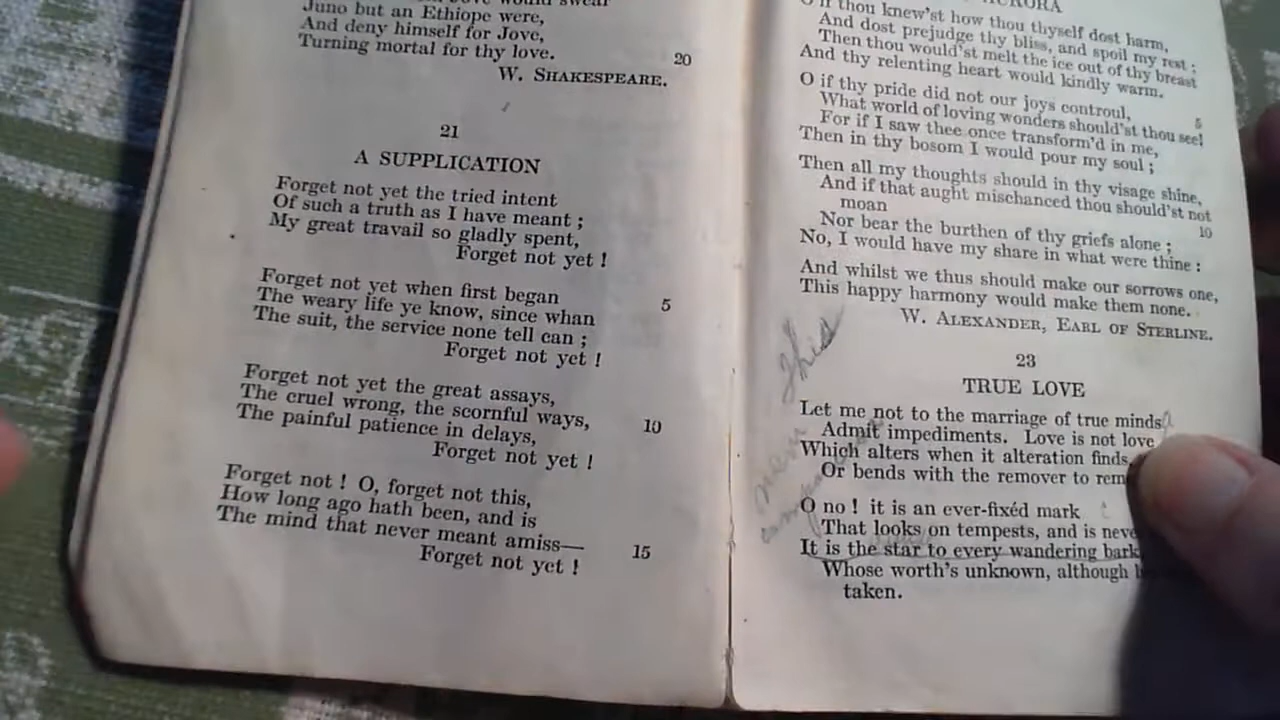 Juno but an Ethiope were,
And deny himself for Jove,
Turning mortal for thy love.
20
W. SHAKESPEARE.
21
A SUPPLICATION
Forget not yet the tried intent
Of such a truth as I have meant ;
My great travail so gladly spent,
Forget not yet !
Forget not yet when first began
The weary life ye know, since whan
5
The suit, the service none tell can ;
Forget not yet !
Forget not yet the great assays,
The cruel wrong, the scornful ways,
10
The painful patience in delays,
Forget not yet !
Forget not ! O, forget not this,
How long ago hath been, and is
The mind that never meant amiss—
15
Forget not yet !
O if thou knew'st how thou thyself dost harm,
And dost prejudge thy bliss, and spoil my rest ;
Then thou would'st melt the ice out of thy breast
And thy relenting heart would kindly warm.
O if thy pride did not our joys controul,
5
What world of loving wonders should'st thou see!
For if I saw thee once transform'd in me,
Then in thy bosom I would pour my soul ;
Then all my thoughts should in thy visage shine,
And if that aught mischanced thou should'st not
moan
10
Nor bear the burthen of thy griefs alone ;
No, I would have my share in what were thine :
And whilst we thus should make our sorrows one,
This happy harmony would make them none.
W. ALEXANDER, EARL OF STERLINE.
This
23
TRUE LOVE
Let me not to the marriage of true minds
Admit impediments. Love is not love
Which alters when it alteration finds,
Or bends with the remover to rem
O no ! it is an ever-fixéd mark
That looks on tempests, and is neve
It is the star to every wandering bark
Whose worth's unknown, although
taken.